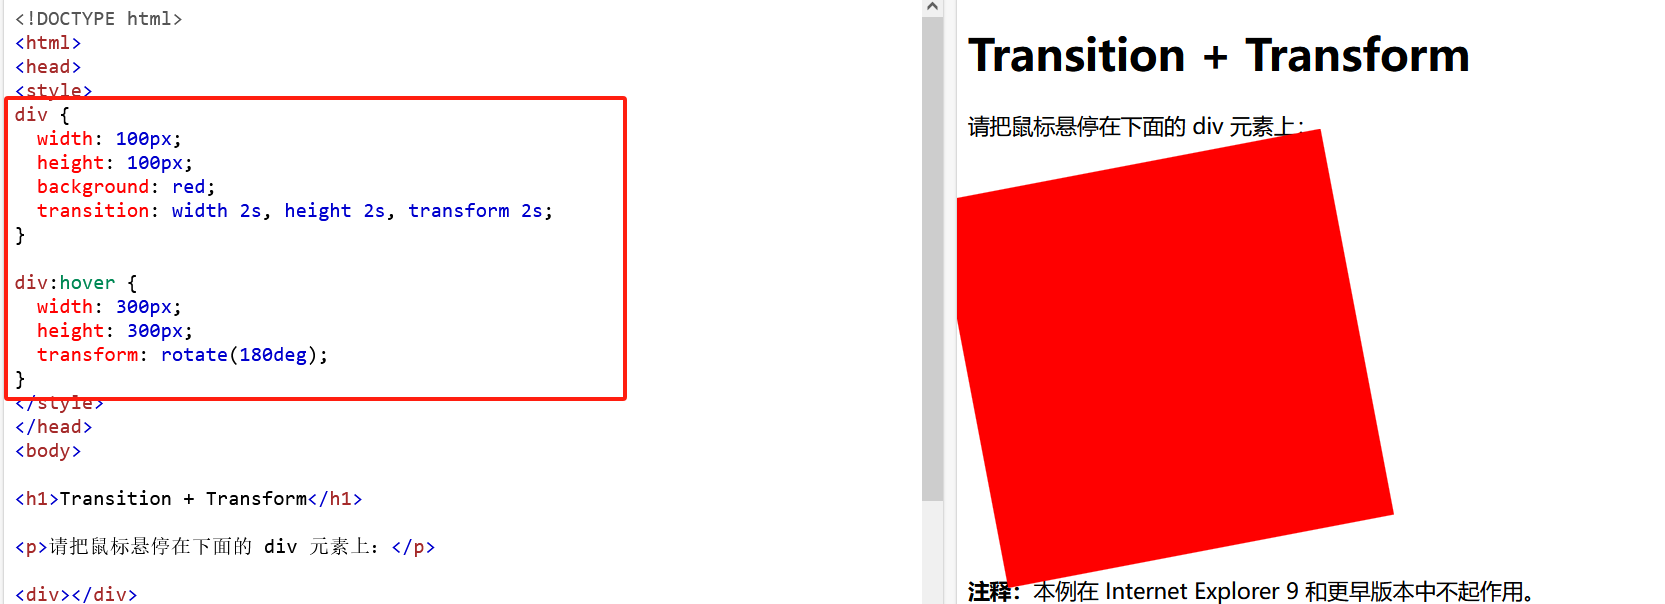 <!DOCTYPE html>
<html>
<head>
<style>
div {
  width: 100px;
  height: 100px;
  background: red;
  transition: width 2s, height 2s, transform 2s;
}

div:hover {
  width: 300px;
  height: 300px;
  transform: rotate(180deg);
}
</style>
</head>
<body>

<h1>Transition + Transform</h1>

<p>请把鼠标悬停在下面的 div 元素上：</p>

<div></div>
Transition + Transform
请把鼠标悬停在下面的 div 元素上：
注释：本例在 Internet Explorer 9 和更早版本中不起作用。